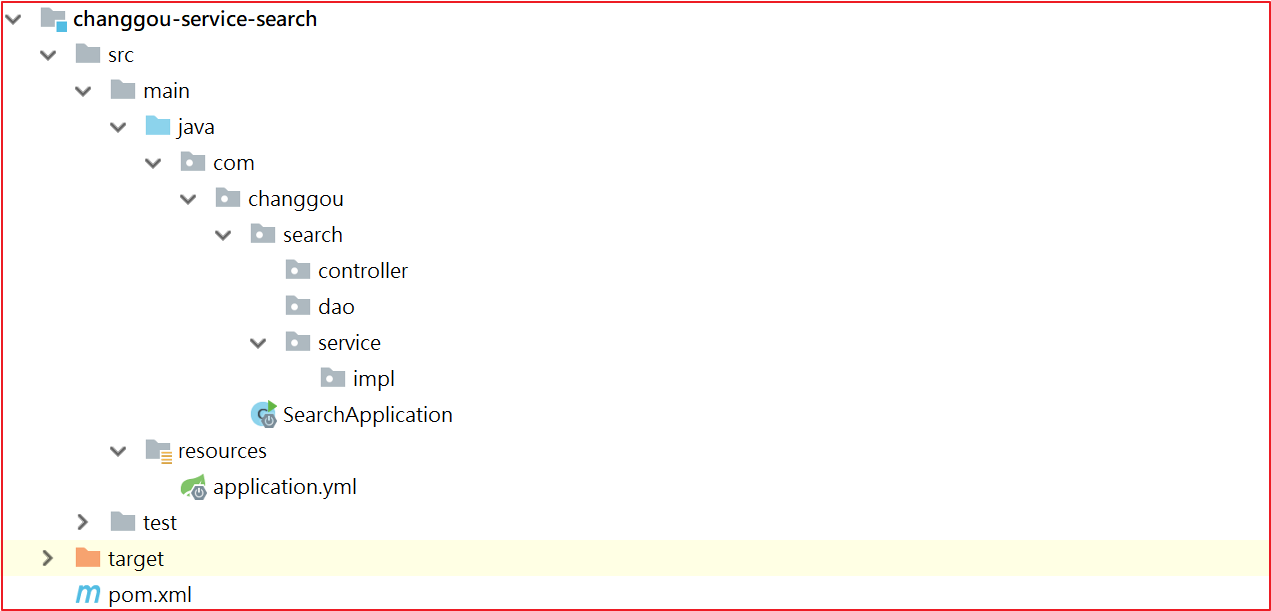 changgou-service-search
src
main
java
com
changgou
search
controller
dao
service
impl
SearchApplication
resources
application.yml
test
target
pom.xml